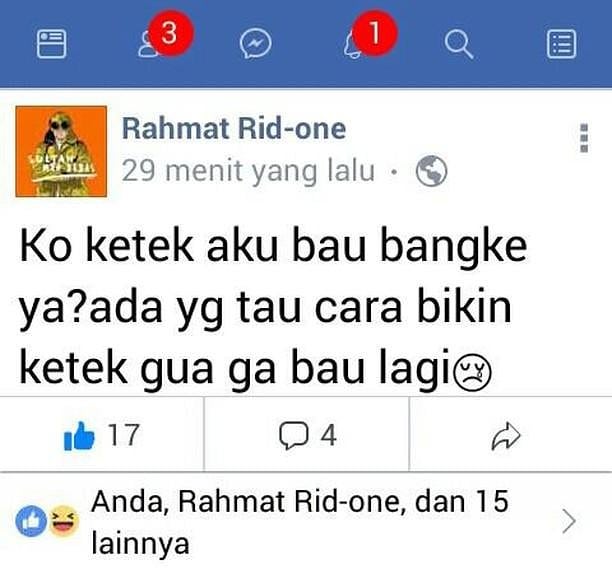 3
1
Rahmat Rid-one
29 menit yang lalu ·
SULTAN
Ko ketek aku bau bangke
ya?ada yg tau cara bikin
ketek gua ga bau lagi😢
17
4
Anda, Rahmat Rid-one, dan 15
lainnya